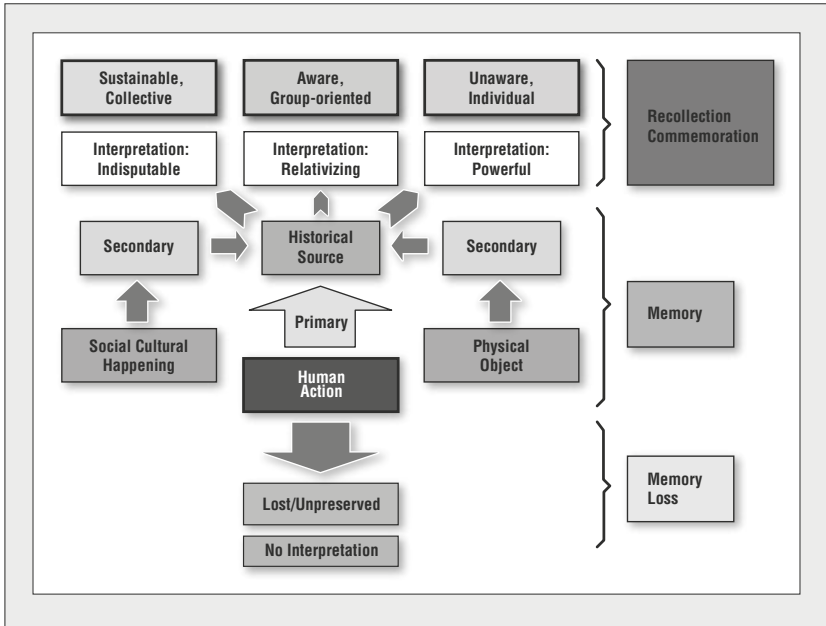 Sustainable,
Collective
Aware,
Group-oriented
Unaware,
Individual
Recollection
Commemoration
Interpretation:
Indisputable
Interpretation:
Relativizing
Interpretation:
Powerful
Secondary
Historical
Source
Secondary
Primary
Memory
Social Cultural
Happening
Human
Action
Physical
Object
Lost/Unpreserved
Memory
Loss
No Interpretation